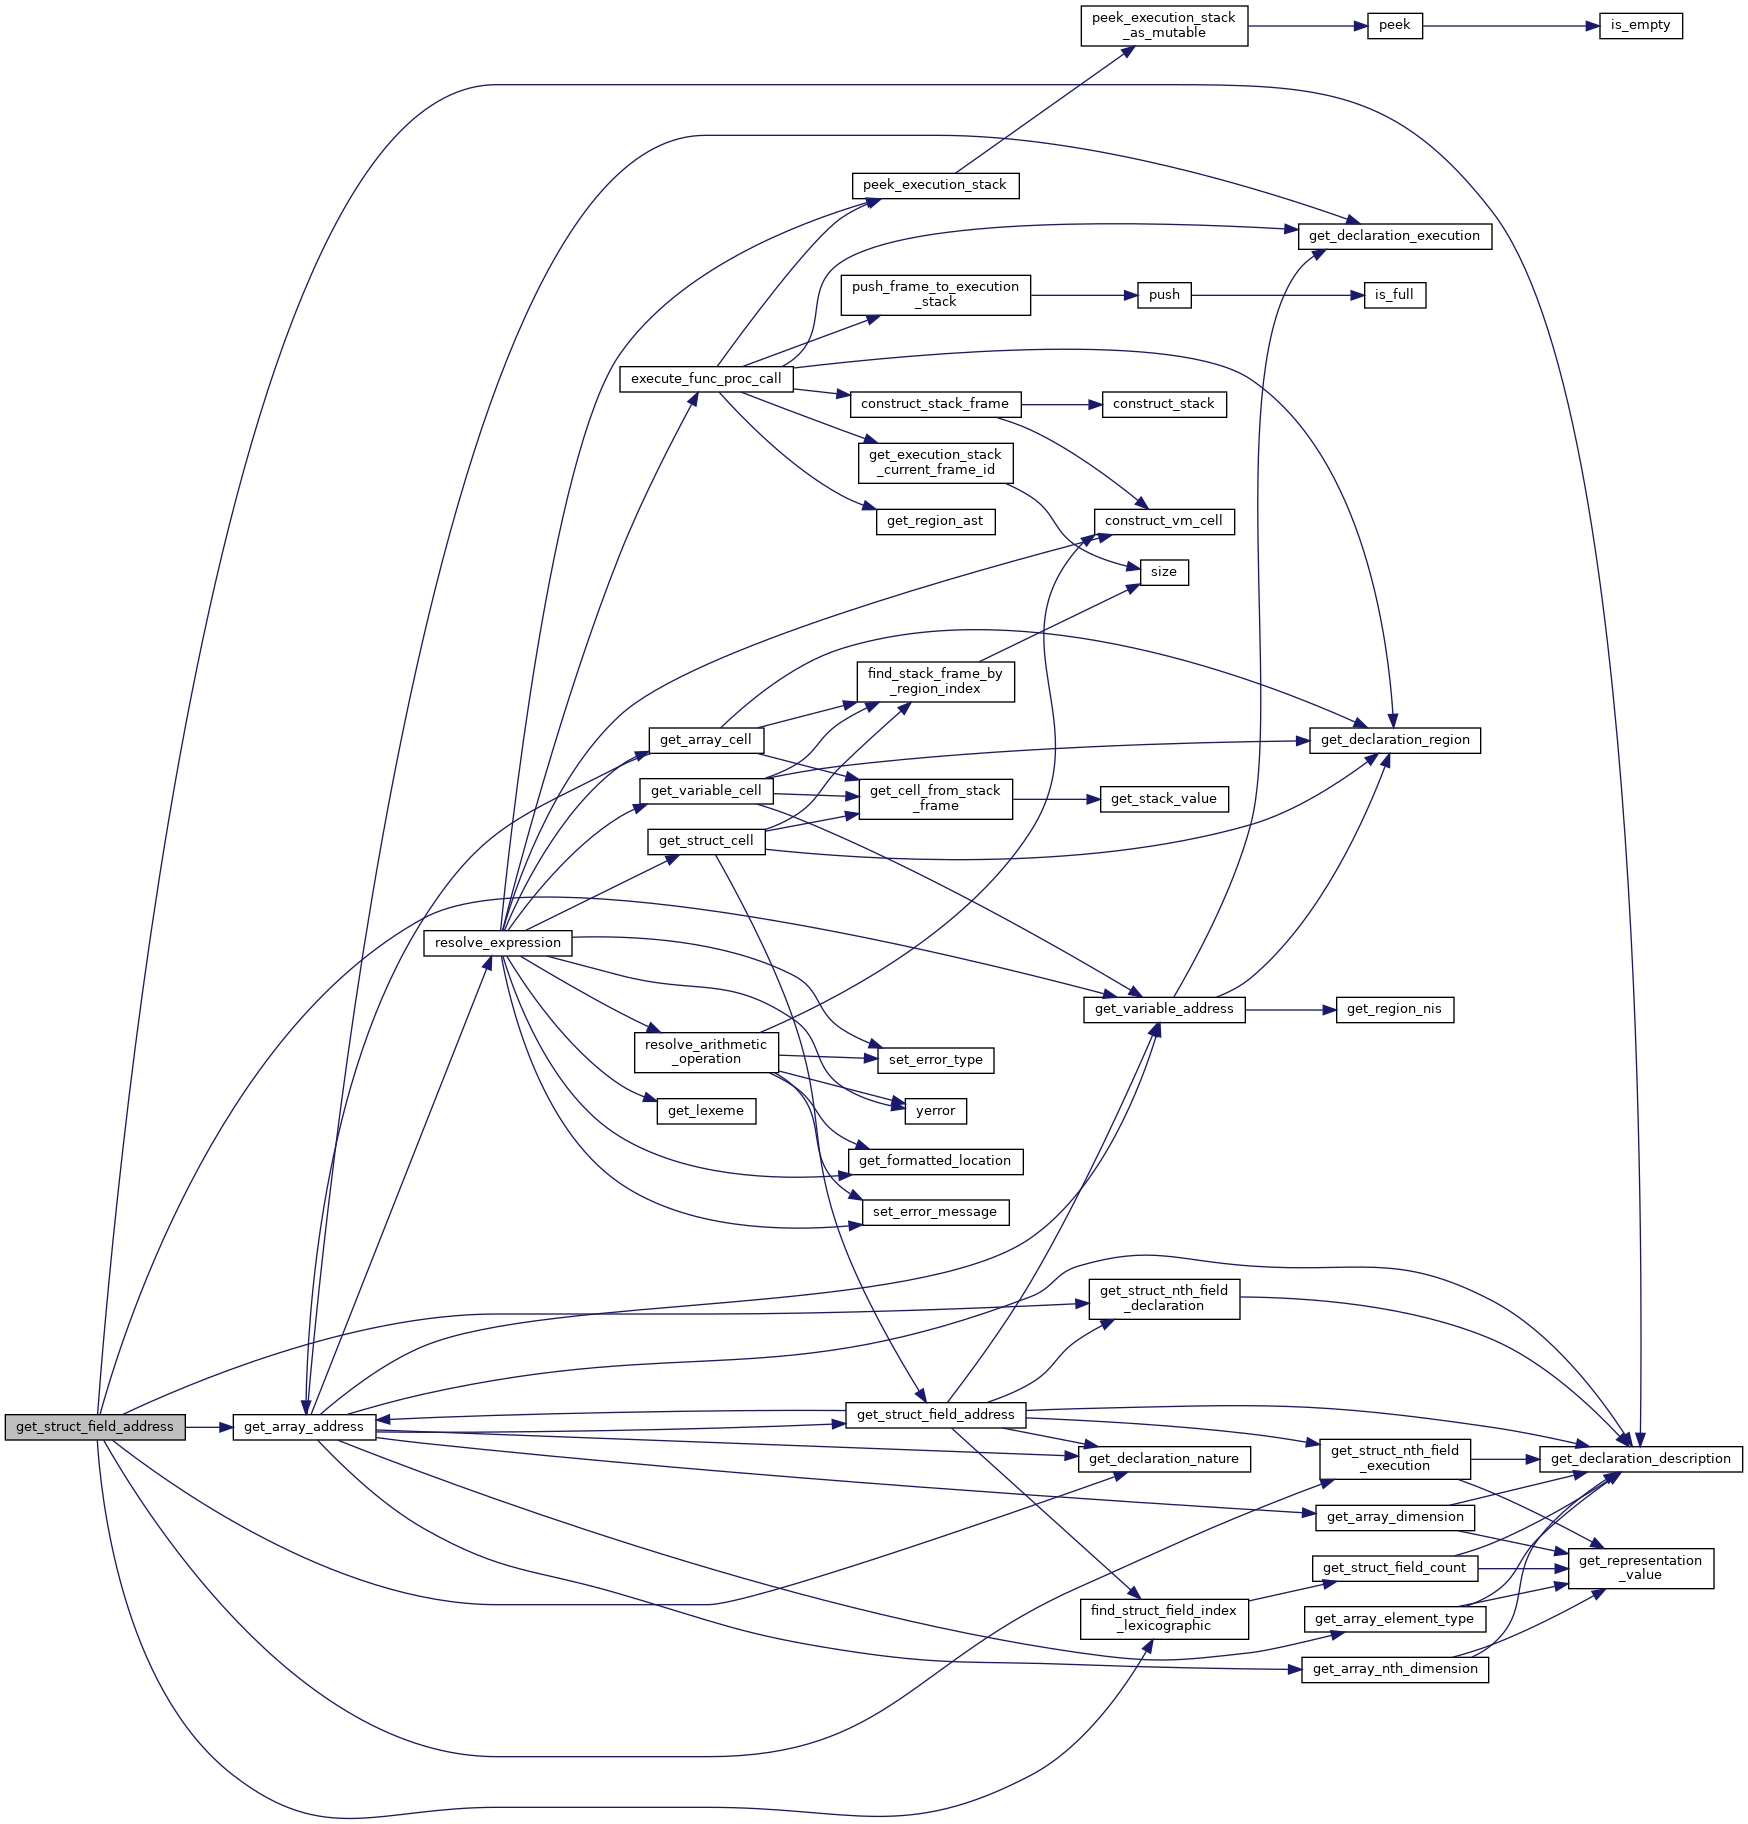 peek_execution_stack
_as_mutable
peek
is_empty
peek_execution_stack
get_declaration_execution
push_frame_to_execution
_stack
push
is_full
execute_func_proc_call
construct_stack_frame
construct_stack
get_execution_stack
_current_frame_id
get_region_ast
construct_vm_cell
size
find_stack_frame_by
_region_index
get_array_cell
get_declaration_region
get_variable_cell
get_cell_from_stack
_frame
get_stack_value
get_struct_cell
resolve_expression
get_variable_address
get_region_nis
resolve_arithmetic
_operation
set_error_type
get_lexeme
yerror
get_formatted_location
set_error_message
get_struct_nth_field
_declaration
get_struct_field_address
get_array_address
get_struct_field_address
get_declaration_nature
get_struct_nth_field
_execution
get_declaration_description
get_array_dimension
get_struct_field_count
get_representation
_value
find_struct_field_index
_lexicographic
get_array_element_type
get_array_nth_dimension